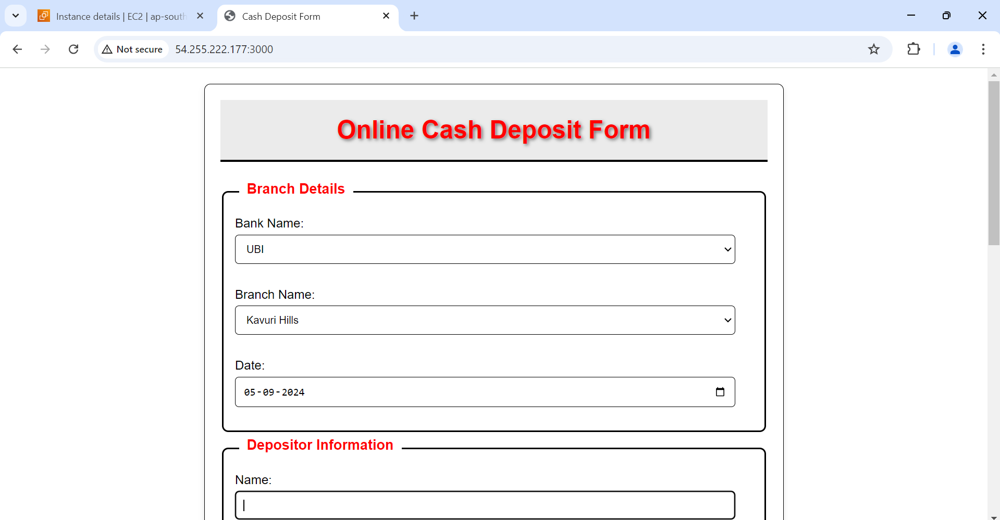 Instance details | EC2 | ap-south
Cash Deposit Form
Not secure
54.255.222.177:3000
Online Cash Deposit Form
Branch Details
Bank Name:
UBI
Branch Name:
Kavuri Hills
Date:
05-09-2024
Depositor Information
Name: